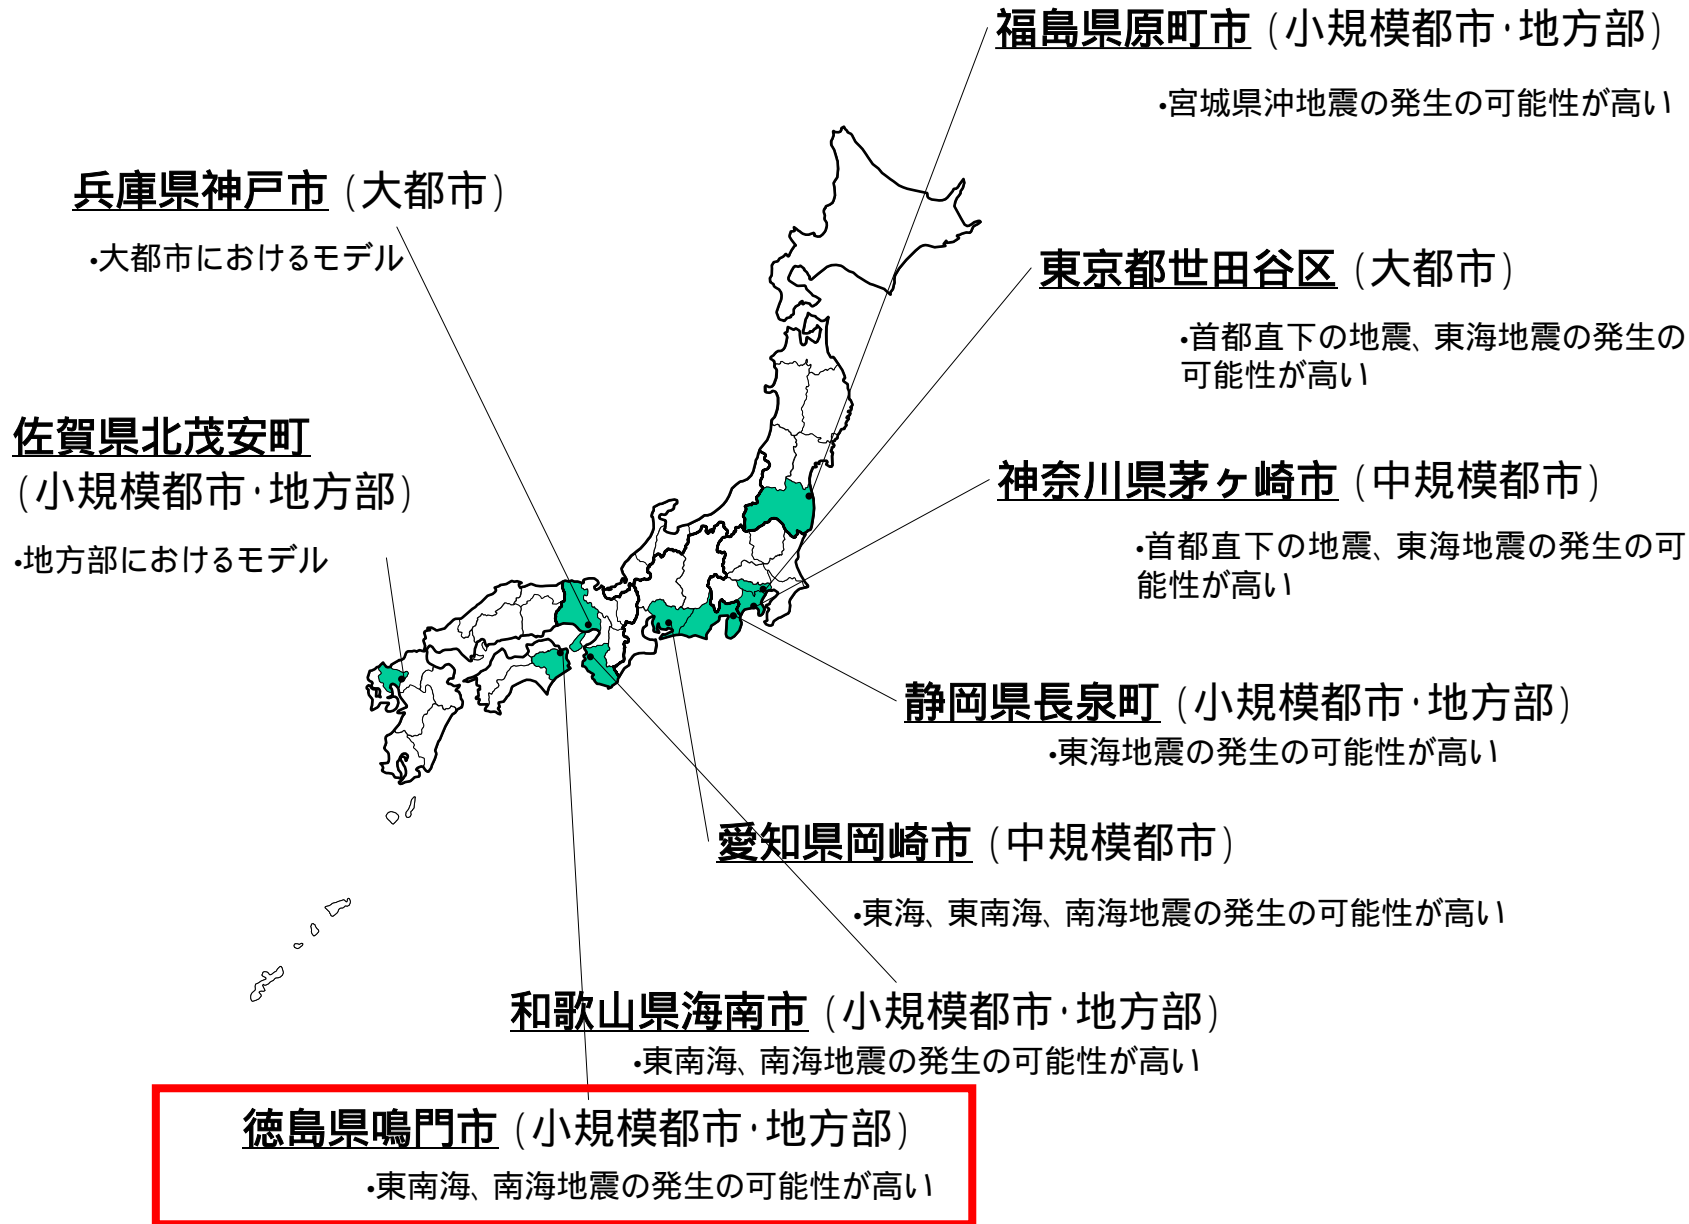 福島県原町市（小規模都市・地方部）
・宮城県沖地震の発生の可能性が高い
兵庫県神戸市（大都市）
・大都市におけるモデル
東京都世田谷区（大都市）
・首都直下の地震、東海地震の発生の
可能性が高い
佐賀県北茂安町
（小規模都市・地方部）
・地方部におけるモデル
神奈川県茅ヶ崎市（中規模都市）
・首都直下の地震、東海地震の発生の可
能性が高い
静岡県長泉町（小規模都市・地方部）
・東海地震の発生の可能性が高い
愛知県岡崎市（中規模都市）
・東海、東南海、南海地震の発生の可能性が高い
和歌山県海南市（小規模都市・地方部）
・東南海、南海地震の発生の可能性が高い
徳島県鳴門市（小規模都市・地方部）
・東南海、南海地震の発生の可能性が高い